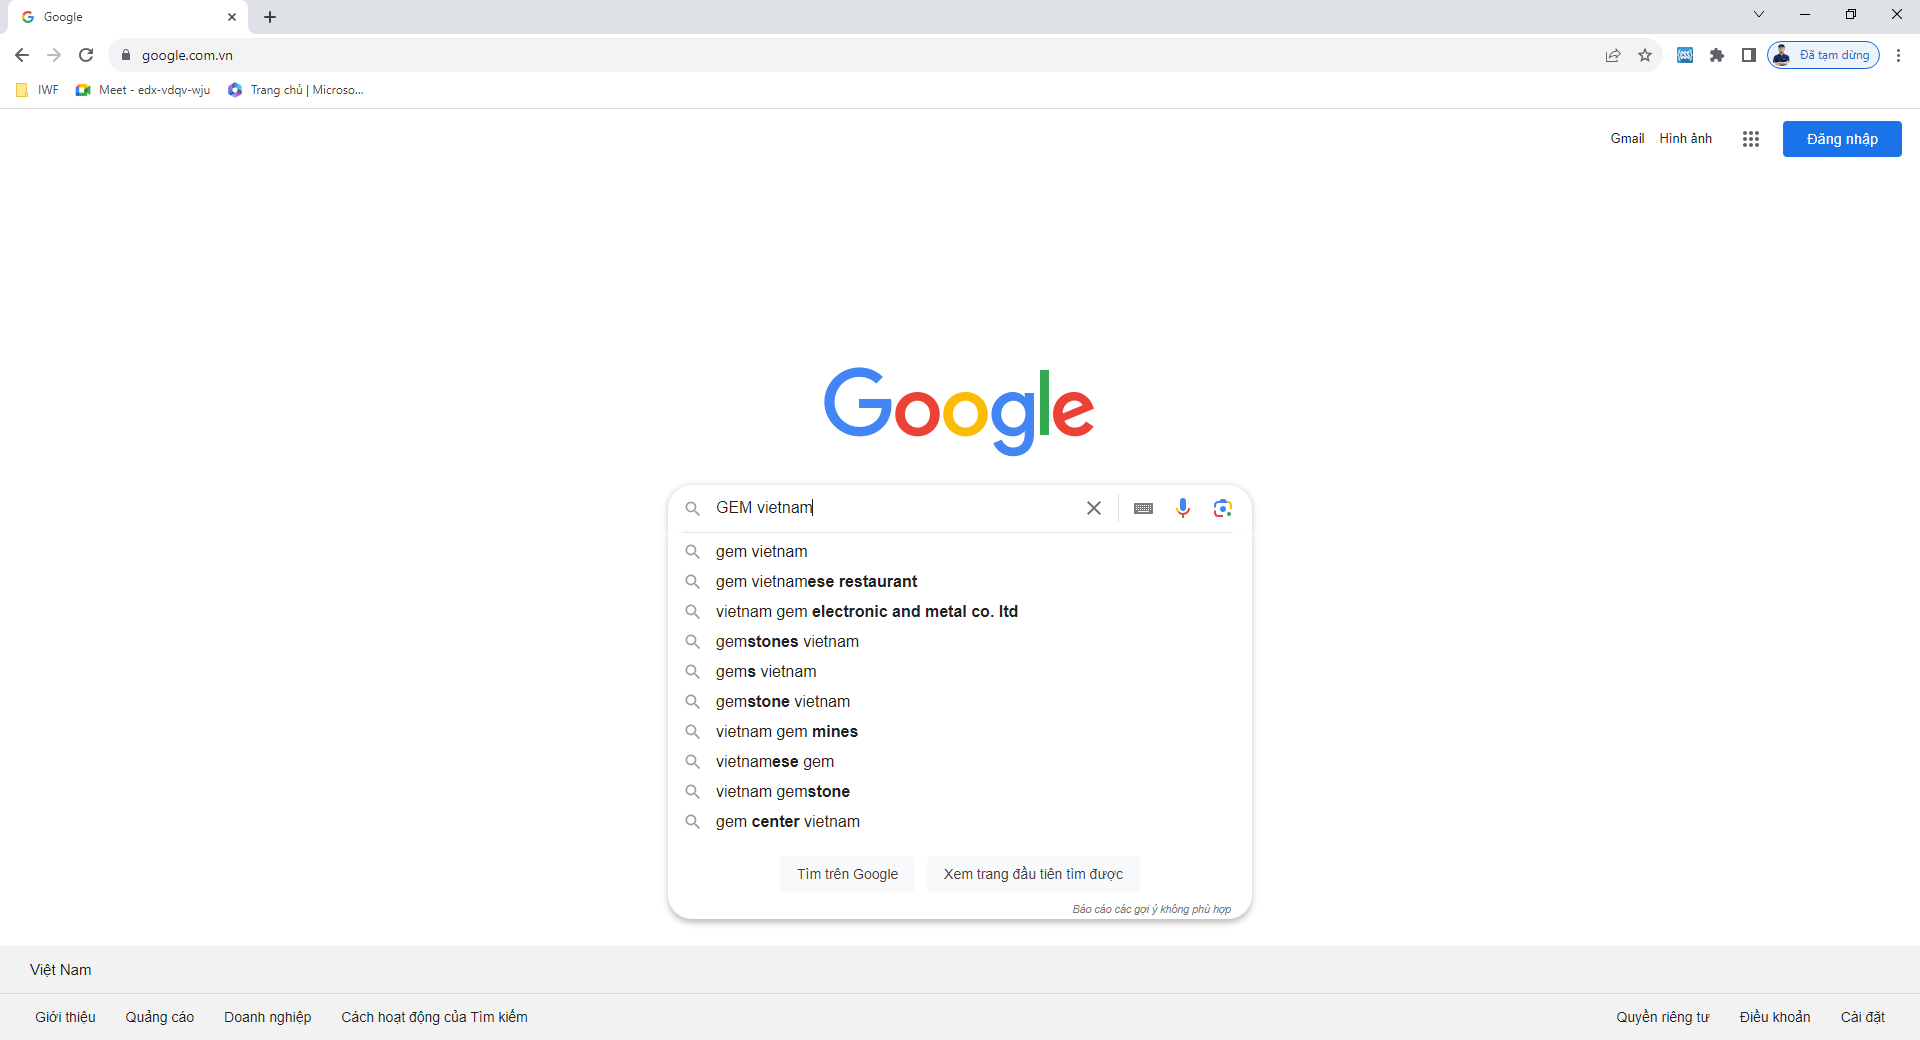 Google
google.com.vn
Đã tạm dừng
IWF
Meet - edx-vdqv-wju
Trang chủ | Microso...
Gmail
Hình ảnh
Đăng nhập
Google
GEM vietnam
gem vietnam
gem vietnamese restaurant
vietnam gem electronic and metal co. ltd
gemstones vietnam
gems vietnam
gemstone vietnam
vietnam gem mines
vietnamese gem
vietnam gemstone
gem center vietnam
Tìm trên Google
Xem trang đầu tiên tìm được
Báo cáo các gợi ý không phù hợp
Việt Nam
Giới thiệu
Quảng cáo
Doanh nghiệp
Cách hoạt động của Tìm kiếm
Quyền riêng tư
Điều khoản
Cài đặt